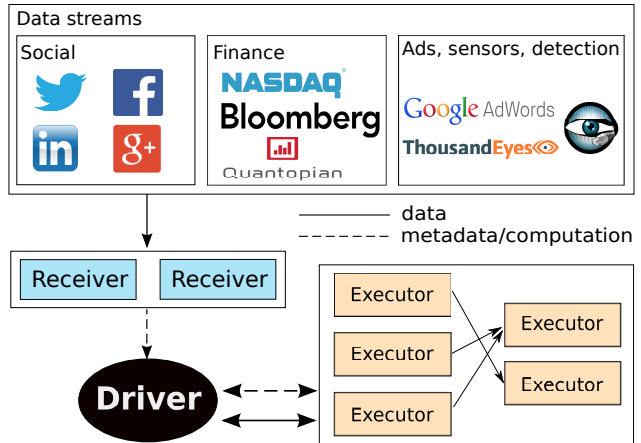 Data streams
Social
Finance
Ads, sensors, detection
in
f
g+
NASDAQ
Bloomberg
Quantopian
Google AdWords
ThousandEyes
data
metadata/computation
Receiver
Receiver
Driver
Executor
Executor
Executor
Executor
Executor